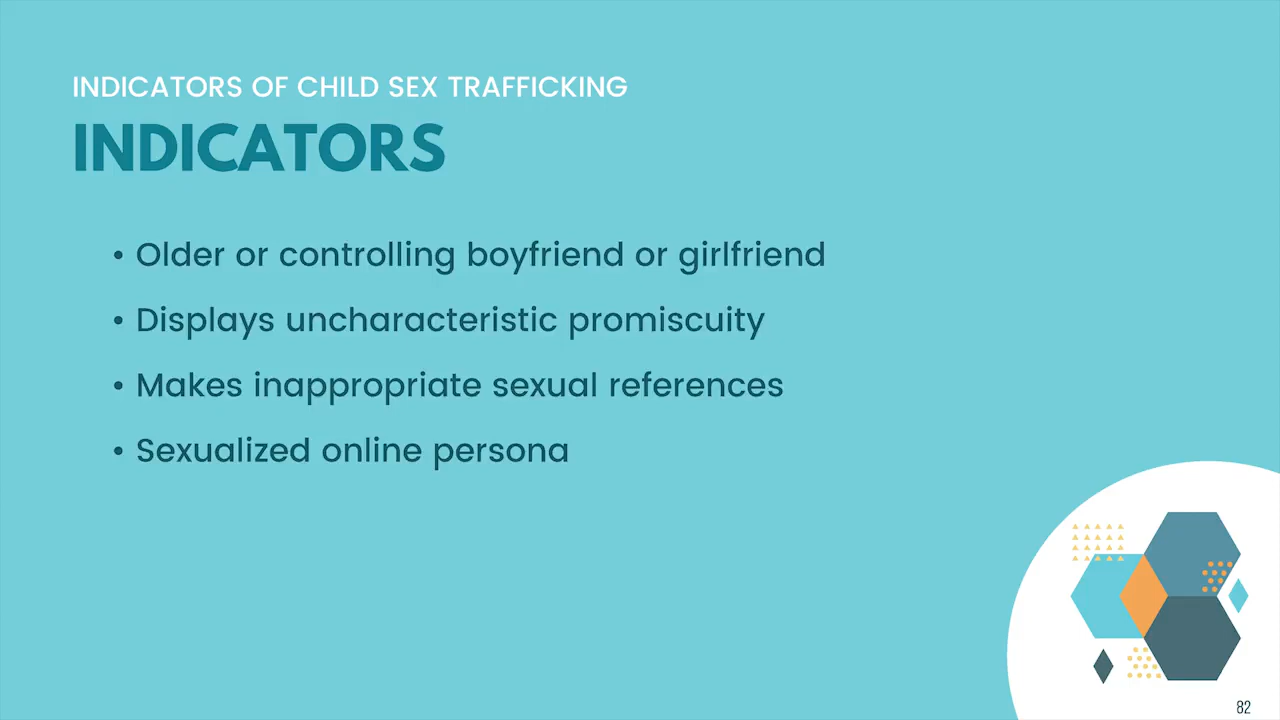 INDICATORS OF CHILD SEX TRAFFICKING
INDICATORS
• Older or controlling boyfriend or girlfriend
• Displays uncharacteristic promiscuity
• Makes inappropriate sexual references
• Sexualized online persona
82